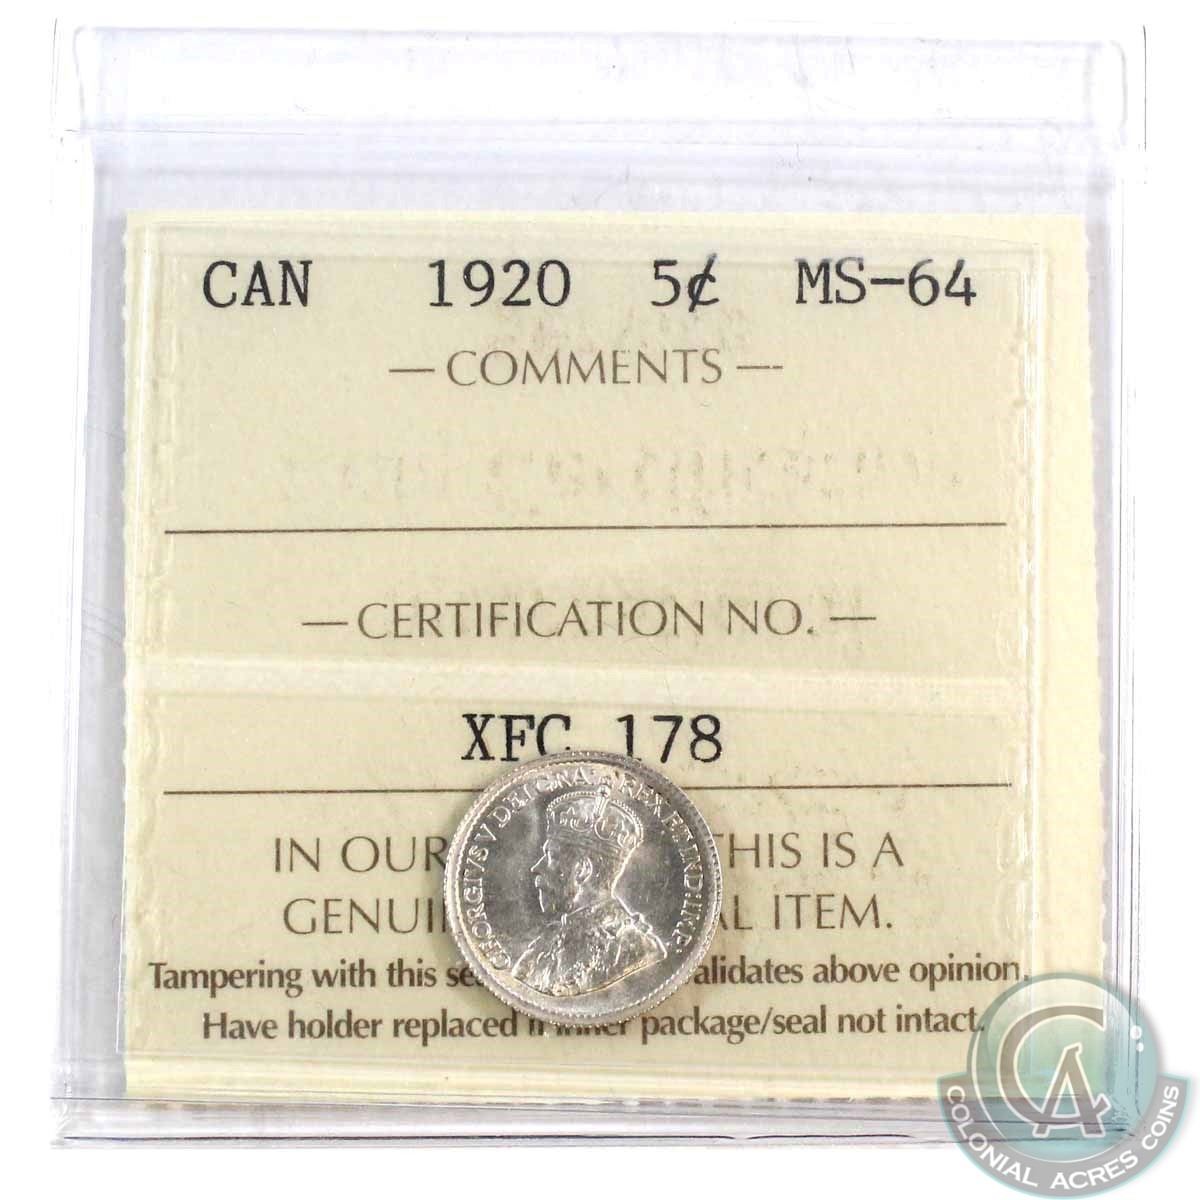 CAN 1920 5¢ MS-64
— COMMENTS —
— CERTIFICATION NO. —
XFC 178
IN OUR THIS IS A
GENUI AL ITEM.
Tampering with this se alidates above opinion.
Have holder replaced if inner package/seal not intact.
GEORGIVS V DEI GRA: REX ET IND: IMP:
CA
COLONIAL ACRES COINS